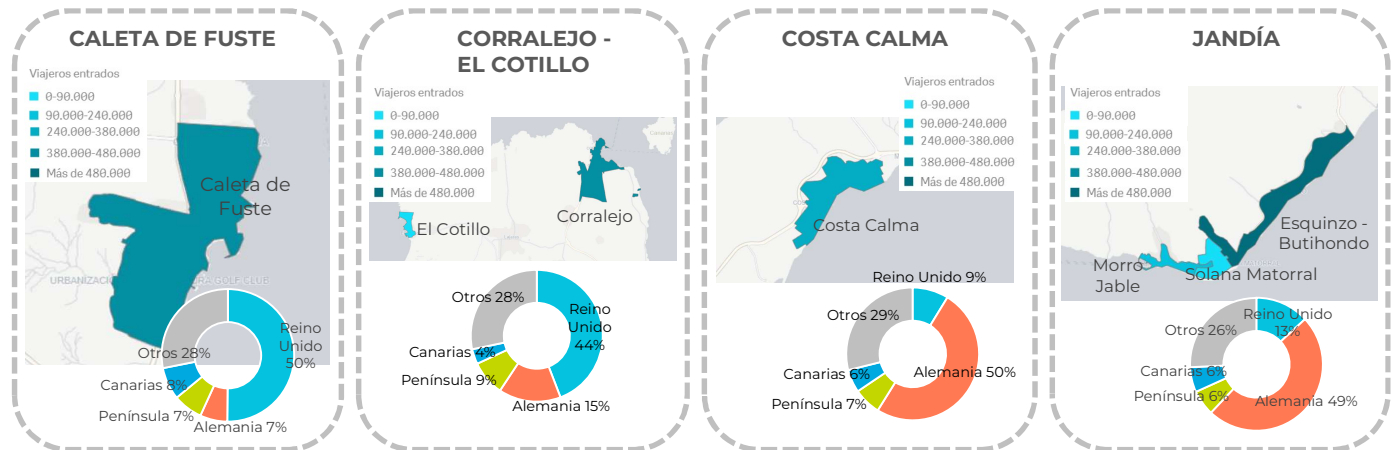 CALETA DE FUSTE
Viajeros entrados
0-90.000
90.000-240.000
240.000-380.000
380.000-480.000
Más de 480.000
Caleta de
Fuste
GOLF CLUB
Reino
Unido
50%
Otros 28%
Canarias 8%
Península 7%
Alemania 7%
CORRALEJO -
EL COTILLO
Viajeros entrados
0-90.000
90.000-240.000
240.000-380.000
380.000-480.000
Más de 480.000
El Cotillo
Corralejo
Otros 28%
Reino
Unido
44%
Canarias 4%
Península 9%
Alemania 15%
COSTA CALMA
Viajeros entrados
0-90.000
90.000-240.000
240.000-380.000
380.000-480.000
Más de 480.000
Costa Calma
Reino Unido 9%
Otros 29%
Canarias 6%
Alemania 50%
Península 7%
JANDÍA
Viajeros entrados
0-90.000
90.000-240.000
240.000-380.000
380.000-480.000
Más de 480.000
Esquinzo -
Butihondo
Morro
Jable
Solana Matorral
Reino Unido
13%
Otros 26%
Canarias 6%
Península 6%
Alemania 49%